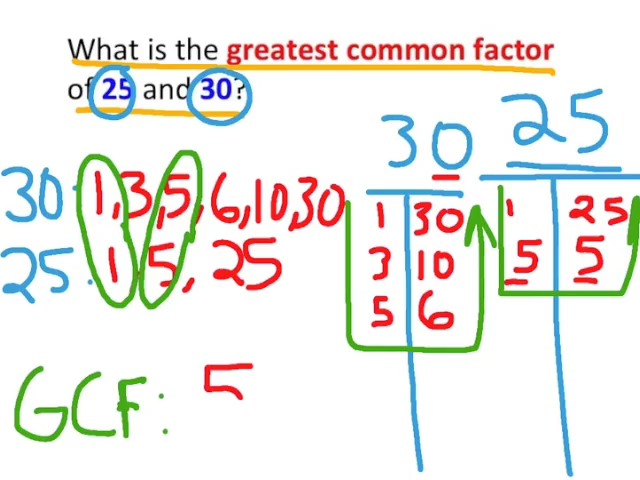 What is the greatest common factor
of 25 and 30?
30: 1, 3, 5, 6, 10, 30
25: 1, 5, 25
GCF: 5
30
1 30
3 10
5 6
25
1 25
5 5